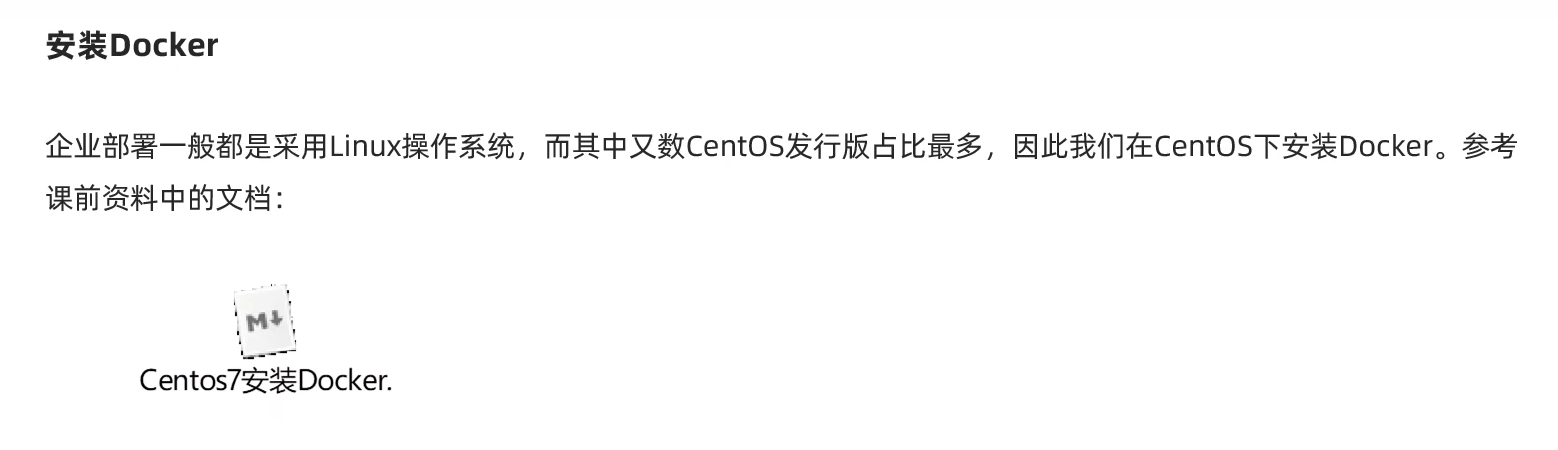 安装Docker
企业部署一般都是采用Linux操作系统，而其中又数CentOS发行版占比最多，因此我们在CentOS下安装Docker。参考
课前资料中的文档：
M↓
Centos7安装Docker.